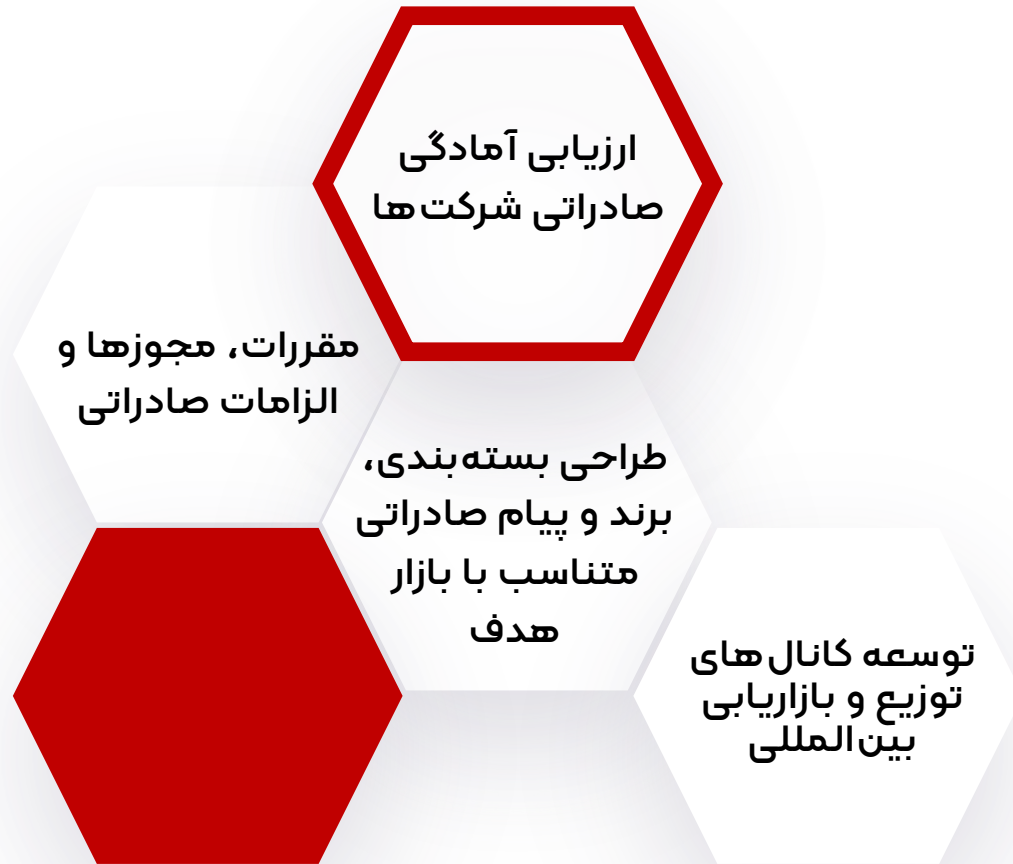 ارزیابی آمادگی
صادراتی شرکت‌ها
مقررات، مجوزها و
الزامات صادراتی
طراحی بسته‌بندی،
برند و پیام صادراتی
متناسب با بازار
هدف
توسعه کانال‌های
توزیع و بازاریابی
بین‌المللی